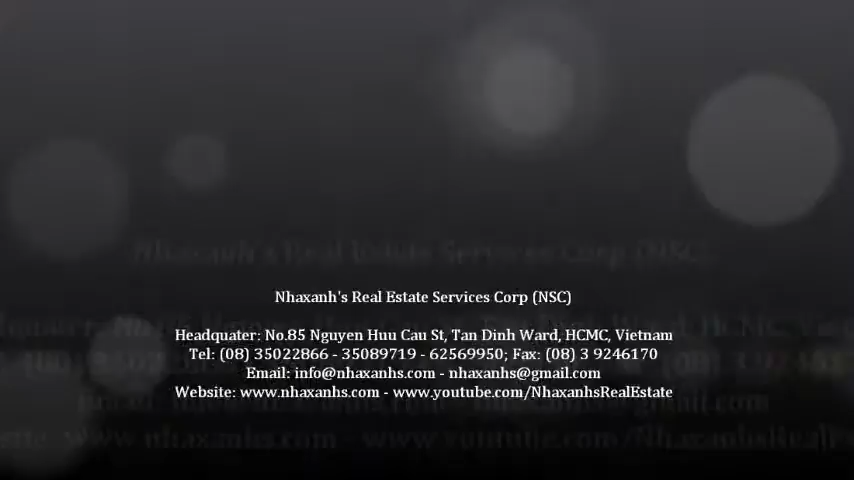 Nhaxanh's Real Estate Services Corp (NSC)
Headquater: No.85 Nguyen Huu Cau St, Tan Dinh Ward, HCMC, Vietnam
Tel: (08) 35022866 - 35089719 - 62569950; Fax: (08) 3 9246170
Email: info@nhaxanhs.com - nhaxanhs@gmail.com
Website: www.nhaxanhs.com - www.youtube.com/NhaxanhsRealEstate